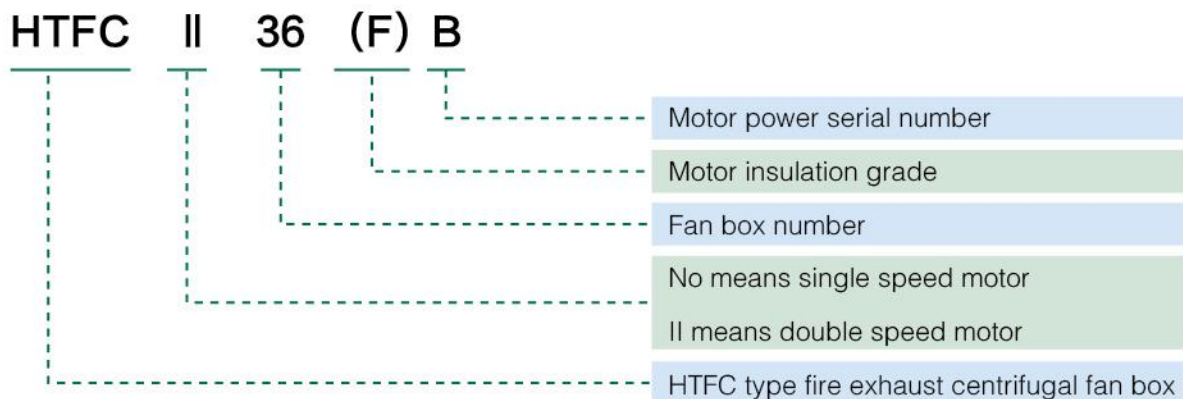 HTFC II 36 (F) B
Motor power serial number
Motor insulation grade
Fan box number
No means single speed motor
II means double speed motor
HTFC type fire exhaust centrifugal fan box